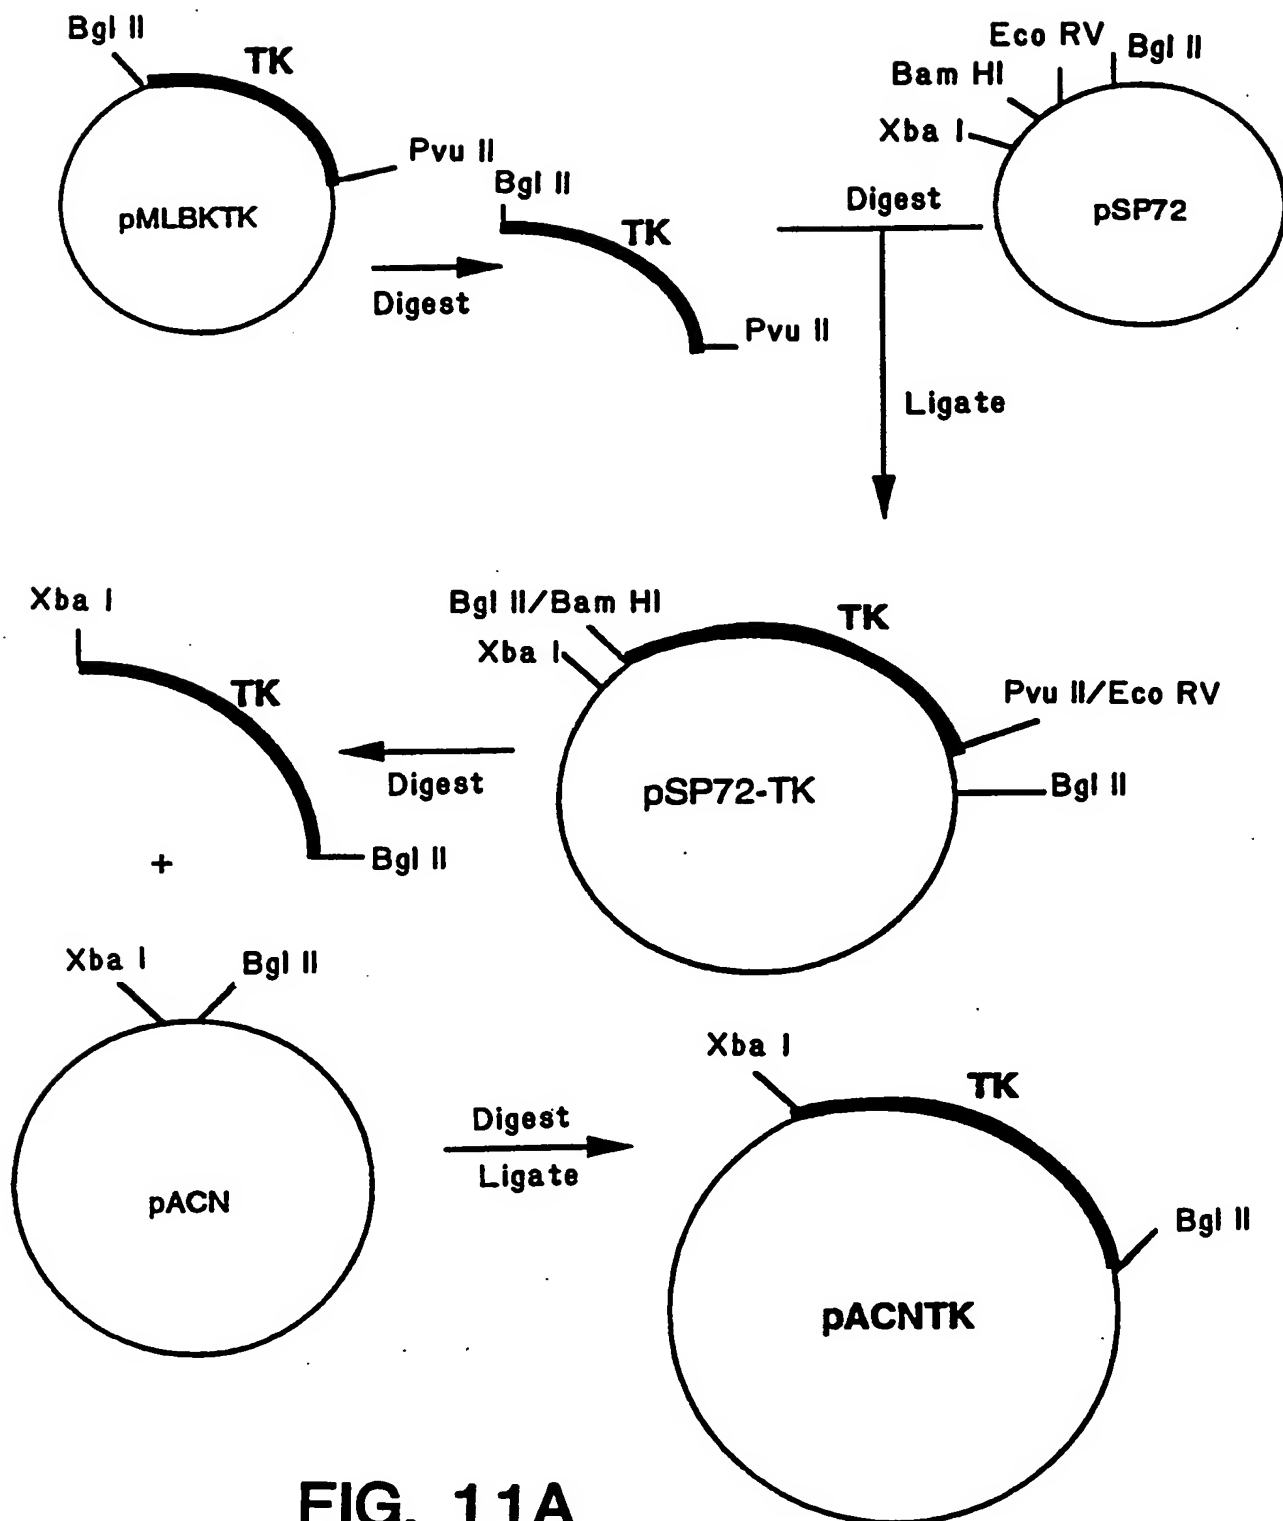 Bgl II
TK
Pvu II
pMLBKTK
Digest
Bgl II
TK
Pvu II
Eco RV
Bgl II
Bam HI
Xba I
pSP72
Digest
Ligate
Bgl II/Bam HI
Xba I
TK
Pvu II/Eco RV
Bgl II
pSP72-TK
Digest
Xba I
TK
Bgl II
+
Xba I
Bgl II
pACN
Digest
Ligate
Xba I
TK
Bgl II
pACNTK
FIG. 11A